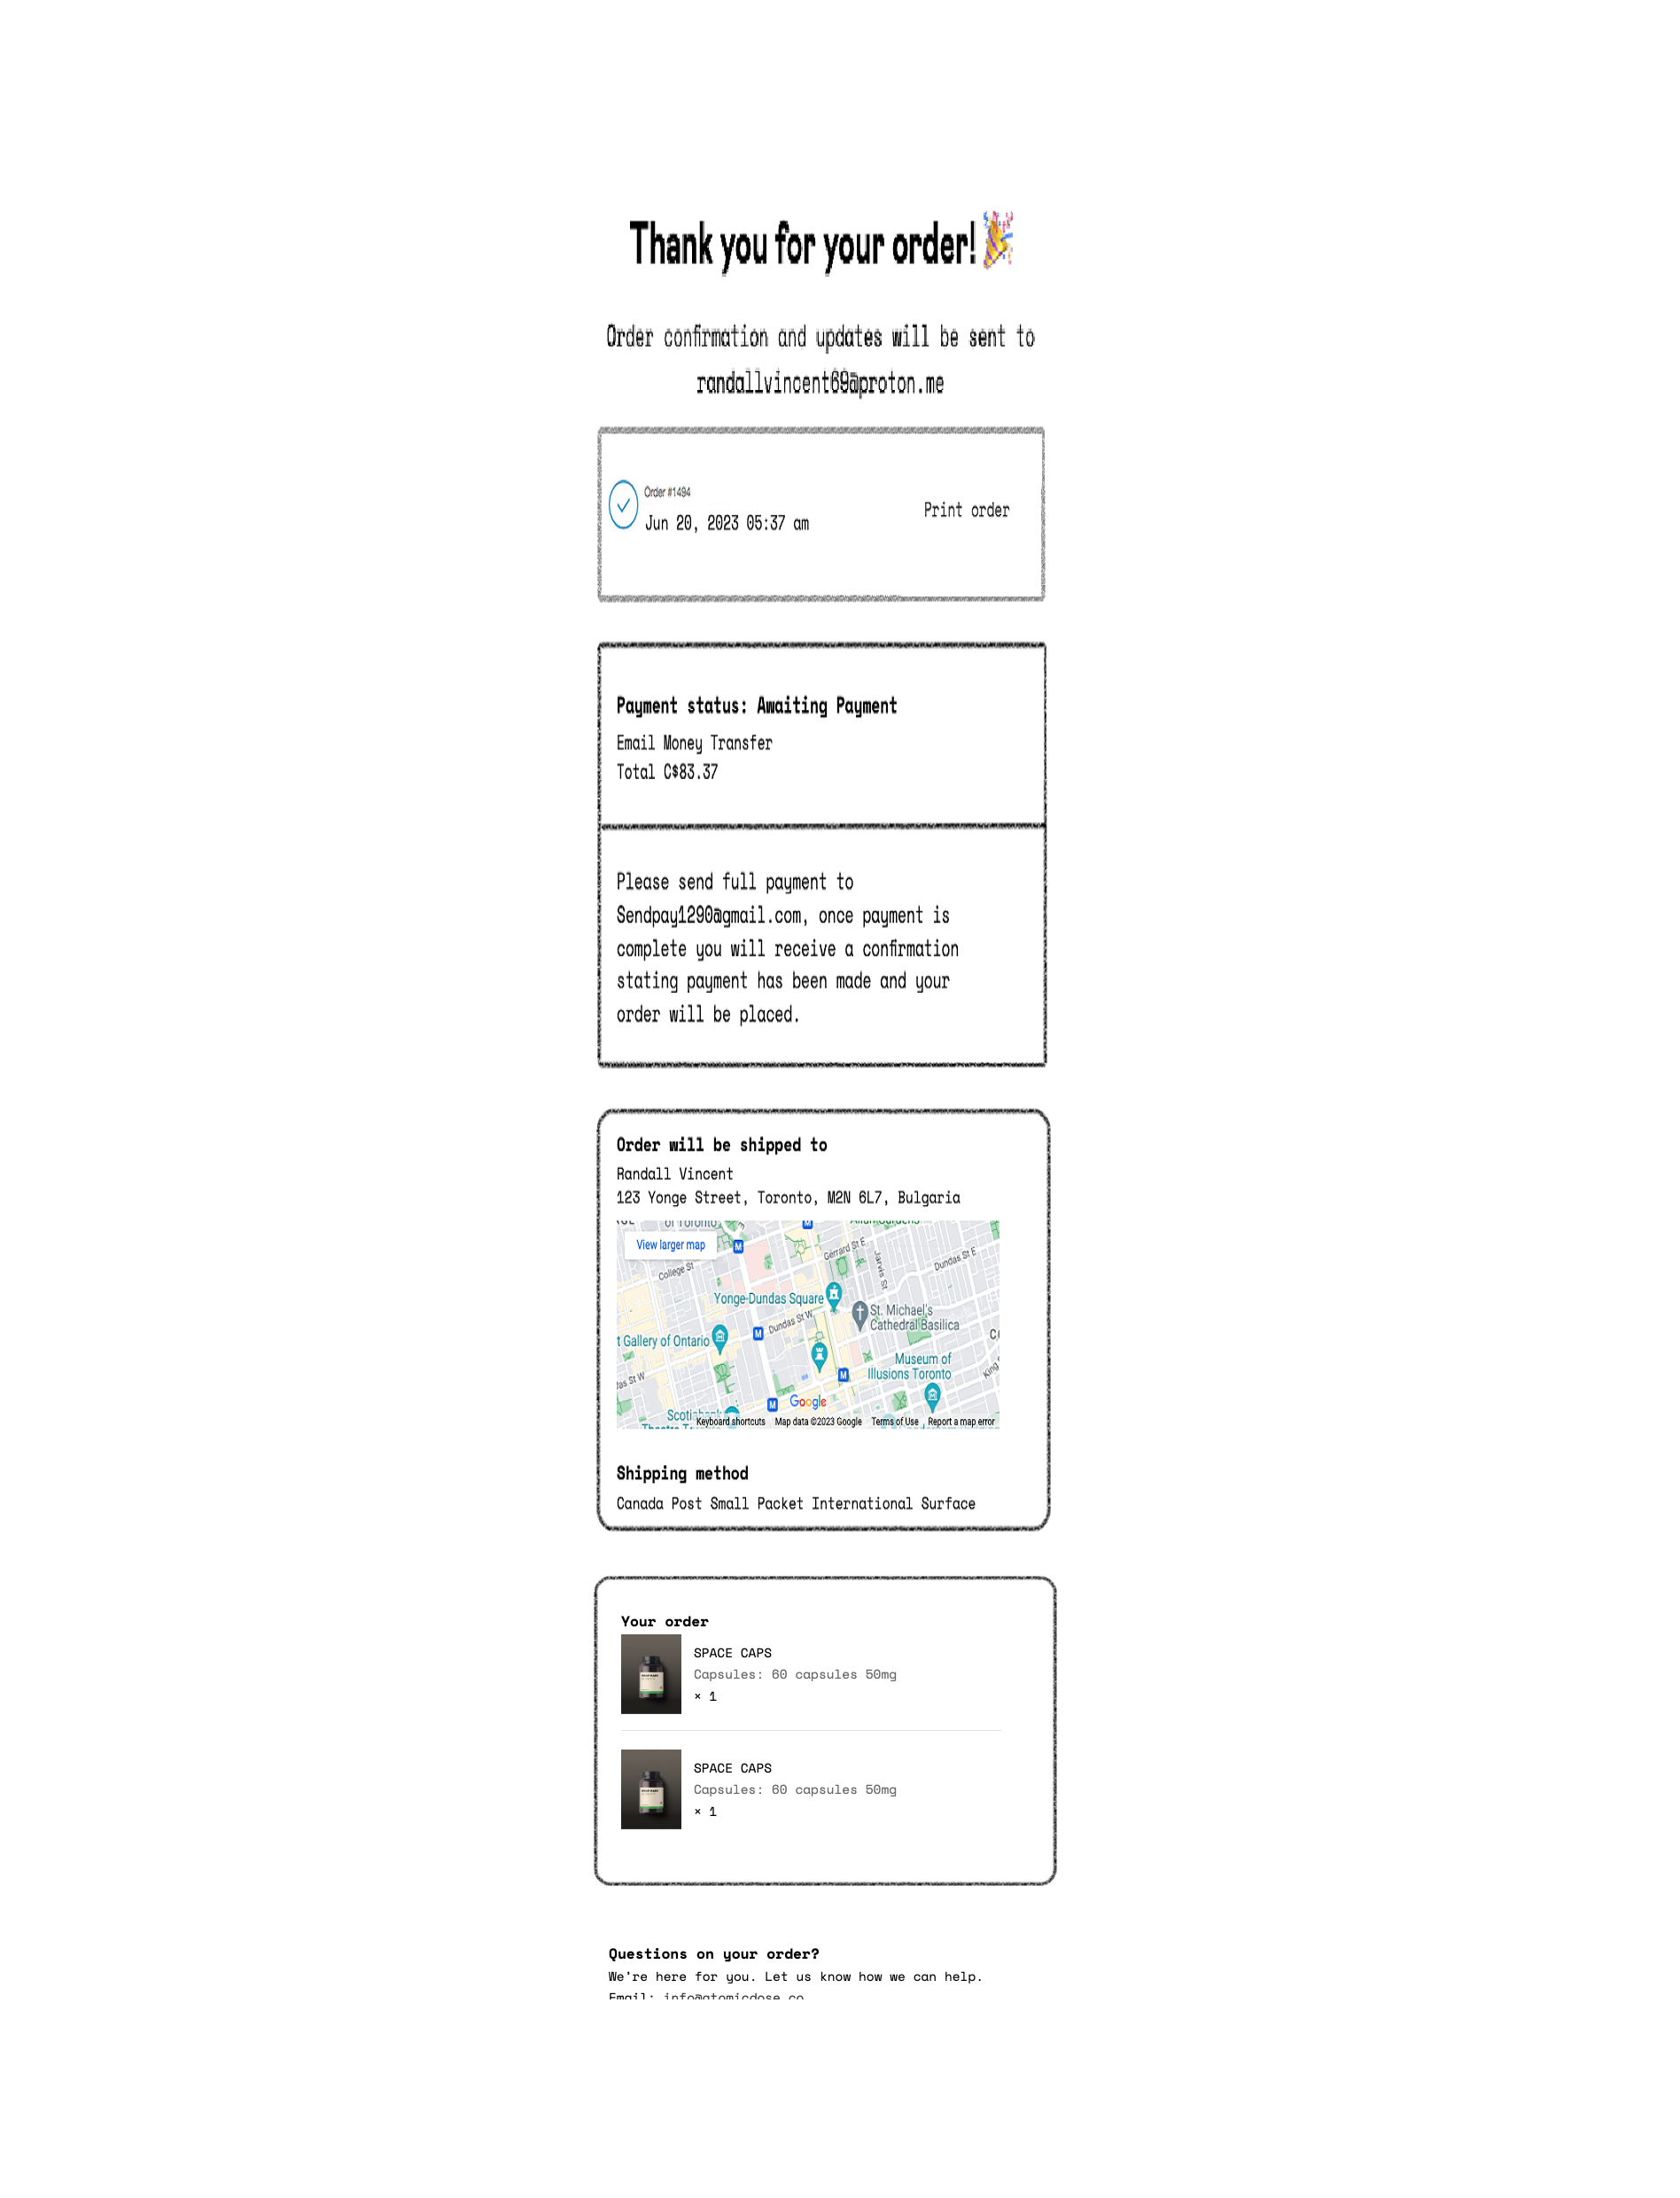 Thank you for your order!🎉
Order confirmation and updates will be sent to
randallvincent69@proton.me
Order #1494
Jun 20, 2023 05:37 am
Print order
Payment status: Awaiting Payment
Email Money Transfer
Total C$83.37
Please send full payment to
Sendpay1290@gmail.com, once payment is
complete you will receive a confirmation
stating payment has been made and your
order will be placed.
Order will be shipped to
Randall Vincent
123 Yonge Street, Toronto, M2N 6L7, Bulgaria
of Toronto
View larger map
M
M
College St
Gerrard St E
Jarvis St
Dundas St E
Yonge-Dundas Square
St. Michael's
Cathedral Basilica
M
Dundas St W
t Gallery of Ontario
Museum of
Illusions Toronto
M
King
as St W
M
Google
Scotiabank
Keyboard shortcuts
Map data ©2023 Google
Terms of Use
Report a map error
Shipping method
Canada Post Small Packet International Surface
Your order
SPACE CAPS
Capsules: 60 capsules 50mg
× 1
SPACE CAPS
Capsules: 60 capsules 50mg
× 1
Questions on your order?
We're here for you. Let us know how we can help.
Email: info@atomicdose.co